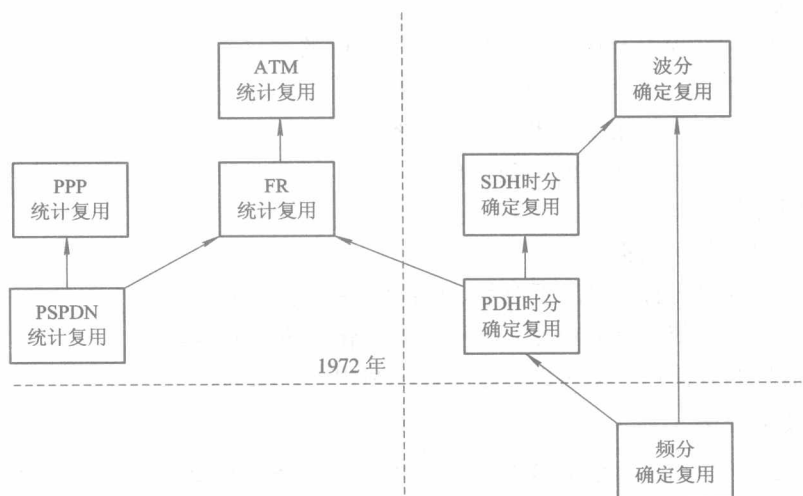 ATM
统计复用
波分
确定复用
PPP
统计复用
FR
统计复用
SDH时分
确定复用
PSPDN
统计复用
PDH时分
确定复用
1972 年
频分
确定复用